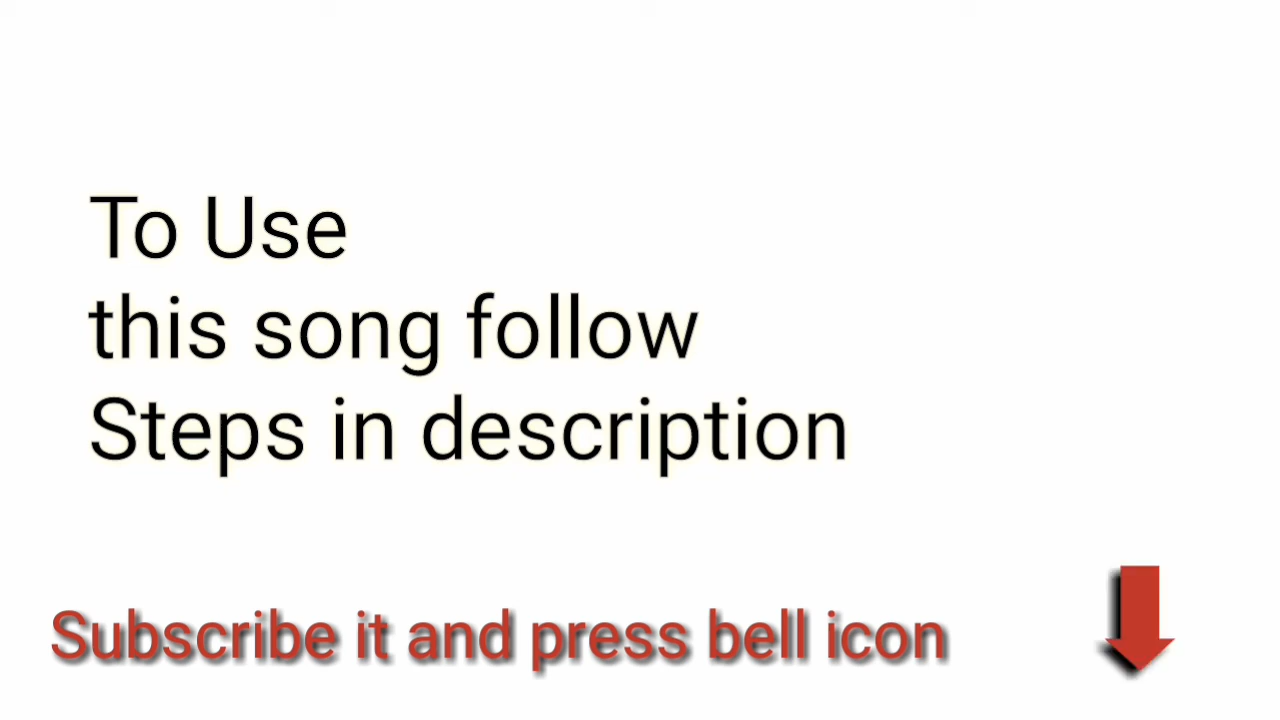 To Use
this song follow
Steps in description
Subscribe it and press bell icon